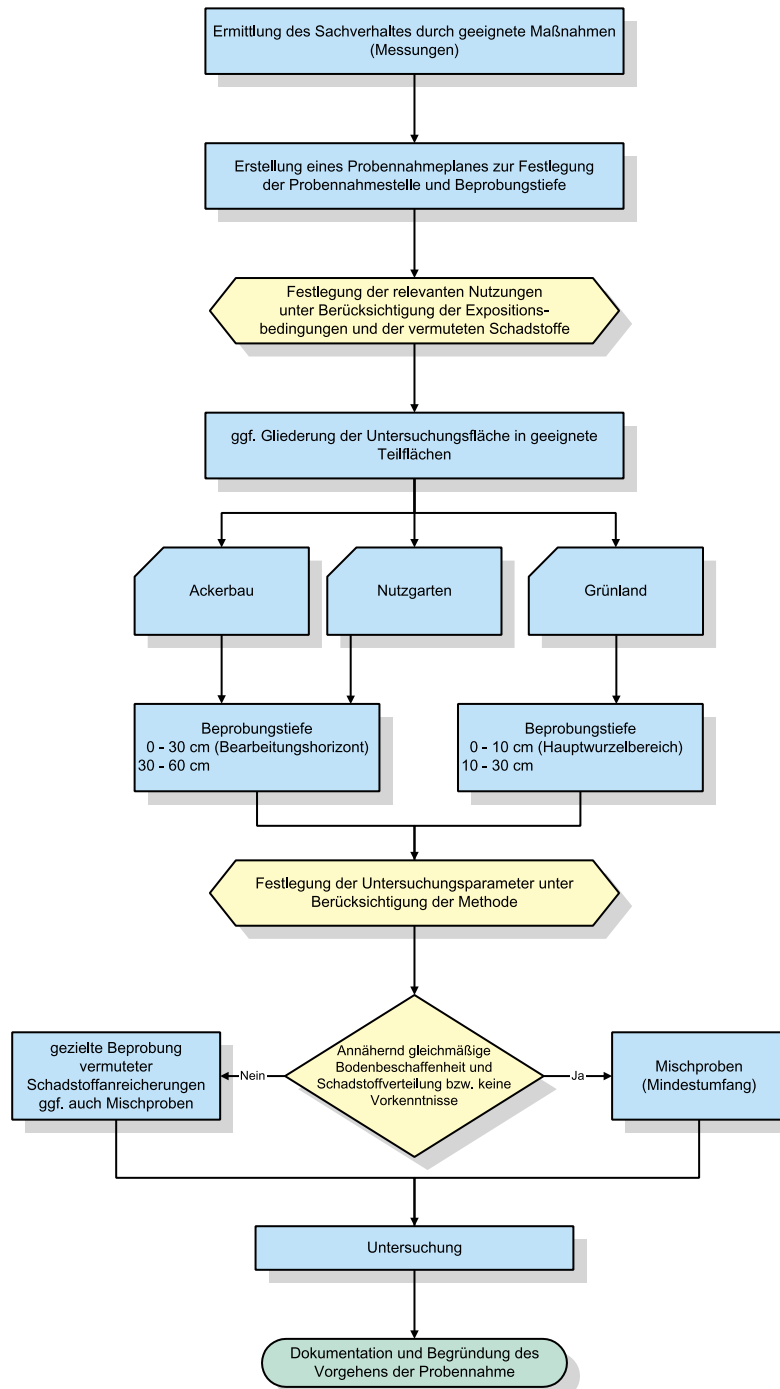 Ermittlung des Sachverhaltes durch geeignete Maßnahmen
(Messungen)
Erstellung eines Probennahmeplanes zur Festlegung
der Probennahmestelle und Beprobungstiefe
Festlegung der relevanten Nutzungen
unter Berücksichtigung der Expositions-
bedingungen und der vermuteten Schadstoffe
ggf. Gliederung der Untersuchungsfläche in geeignete
Teilflächen
Ackerbau
Nutzgarten
Grünland
Beprobungstiefe
0 - 30 cm (Bearbeitungshorizont)
30 - 60 cm
Beprobungstiefe
0 - 10 cm (Hauptwurzelbereich)
10 - 30 cm
Festlegung der Untersuchungsparameter unter
Berücksichtigung der Methode
gezielte Beprobung
vermuteter
Schadstoffanreicherungen
ggf. auch Mischproben
Nein
Annähernd gleichmäßige
Bodenbeschaffenheit und
Schadstoffverteilung bzw. keine
Vorkenntnisse
Ja
Mischproben
(Mindestumfang)
Untersuchung
Dokumentation und Begründung des
Vorgehens der Probennahme